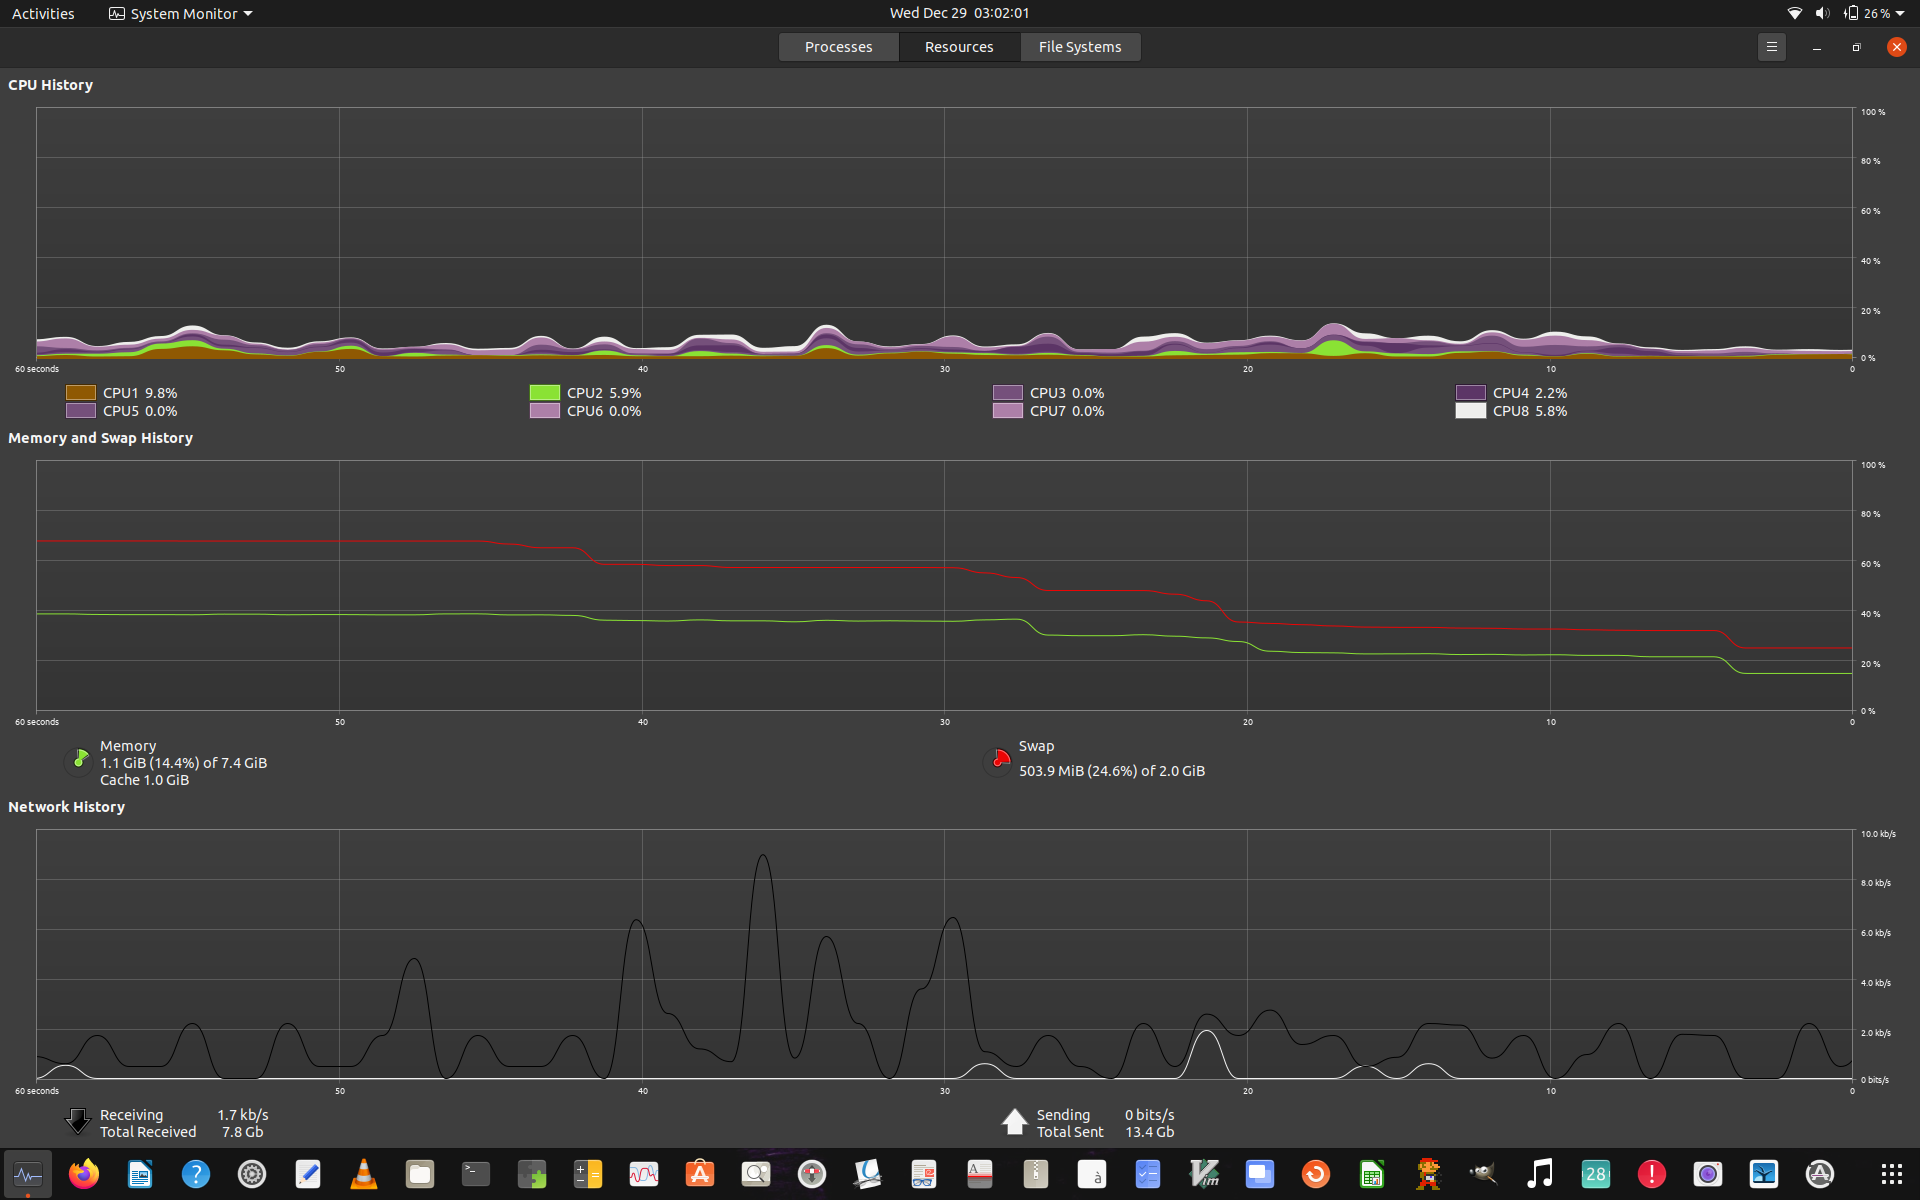 Activities System Monitor Wed Dec 29 03:02:01 26 %
Processes Resources File Systems
CPU History
100 %
80 %
60 %
40 %
20 %
0 %
60 seconds 50 40 30 20 10 0
CPU1 9.8% CPU2 5.9% CPU3 0.0% CPU4 2.2%
CPU5 0.0% CPU6 0.0% CPU7 0.0% CPU8 5.8%
Memory and Swap History
100 %
80 %
60 %
40 %
20 %
0 %
60 seconds 50 40 30 20 10 0
Memory Swap
1.1 GiB (14.4%) of 7.4 GiB 503.9 MiB (24.6%) of 2.0 GiB
Cache 1.0 GiB
Network History
10.0 kb/s
8.0 kb/s
6.0 kb/s
4.0 kb/s
2.0 kb/s
0 bits/s
60 seconds 50 40 30 20 10 0
Receiving 1.7 kb/s Sending 0 bits/s
Total Received 7.8 Gb Total Sent 13.4 Gb
28